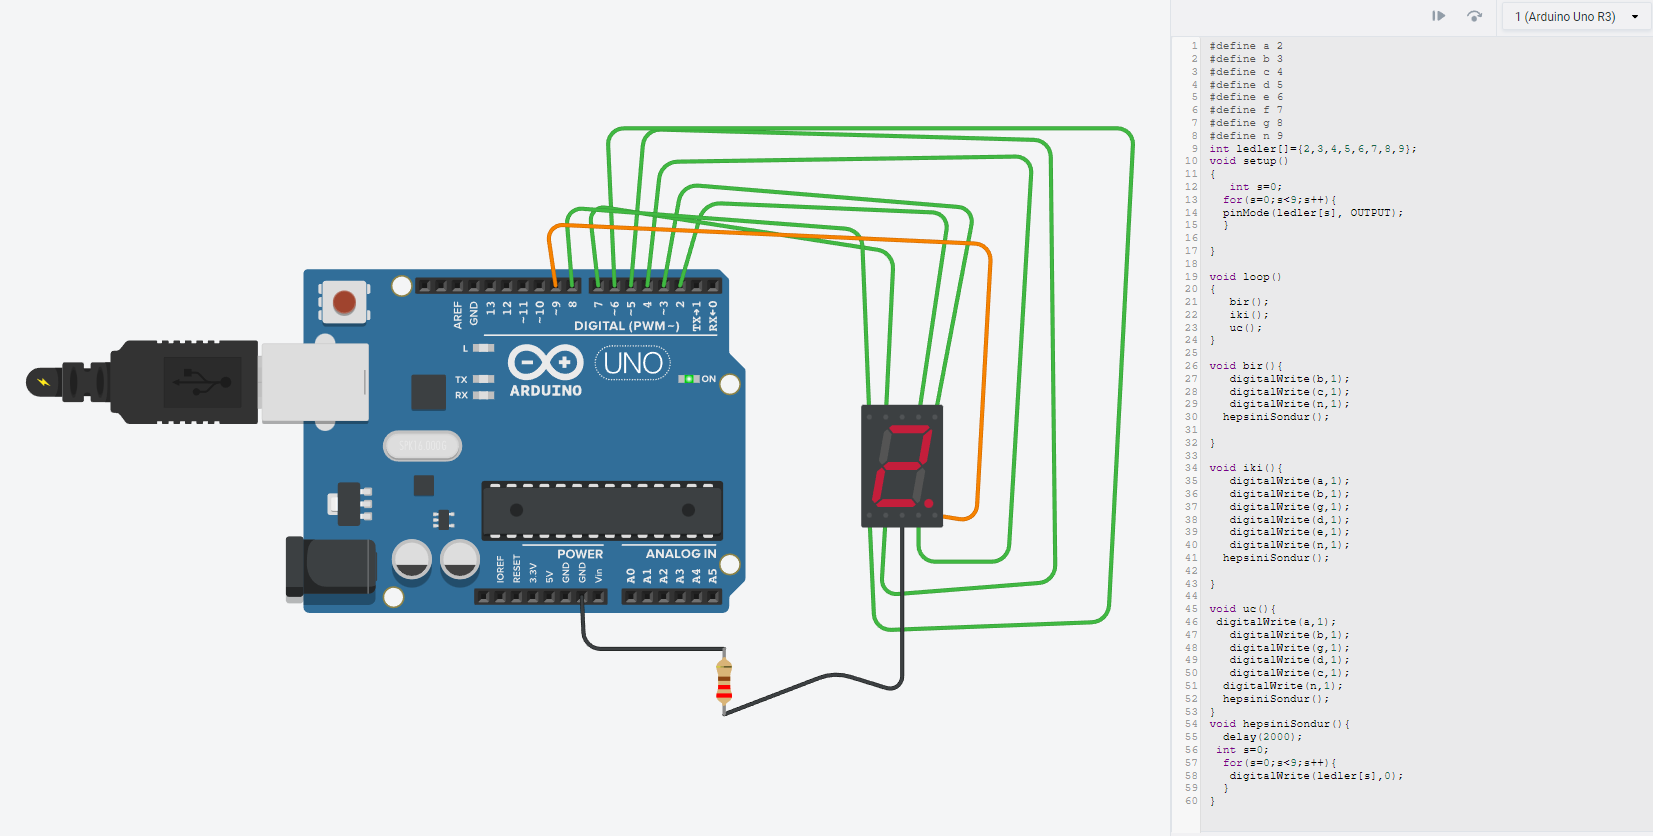 1 (Arduino Uno R3)
AREF
GND
13
12
~11
~10
~9
8
7
~6
~5
4
~3
2
TX→1
RX←0
DIGITAL (PWM~)
L
TX
RX
ARDUINO
UNO
ON
SPK16.000G
POWER
ANALOG IN
IOREF
RESET
3.3V
5V
GND
GND
Vin
A0
A1
A2
A3
A4
A5
1 #define a 2
2 #define b 3
3 #define c 4
4 #define d 5
5 #define e 6
6 #define f 7
7 #define g 8
8 #define n 9
9 int ledler[]={2,3,4,5,6,7,8,9};
10 void setup()
11 {
12 int s=0;
13 for(s=0;s<9;s++){
14 pinMode(ledler[s], OUTPUT);
15 }
16
17 }
18
19 void loop()
20 {
21 bir();
22 iki();
23 uc();
24 }
25
26 void bir(){
27 digitalWrite(b,1);
28 digitalWrite(c,1);
29 digitalWrite(n,1);
30 hepsiniSondur();
31
32 }
33
34 void iki(){
35 digitalWrite(a,1);
36 digitalWrite(b,1);
37 digitalWrite(g,1);
38 digitalWrite(d,1);
39 digitalWrite(e,1);
40 digitalWrite(n,1);
41 hepsiniSondur();
42
43 }
44
45 void uc(){
46 digitalWrite(a,1);
47 digitalWrite(b,1);
48 digitalWrite(g,1);
49 digitalWrite(d,1);
50 digitalWrite(c,1);
51 digitalWrite(n,1);
52 hepsiniSondur();
53 }
54 void hepsiniSondur(){
55 delay(2000);
56 int s=0;
57 for(s=0;s<9;s++){
58 digitalWrite(ledler[s],0);
59 }
60 }
2.